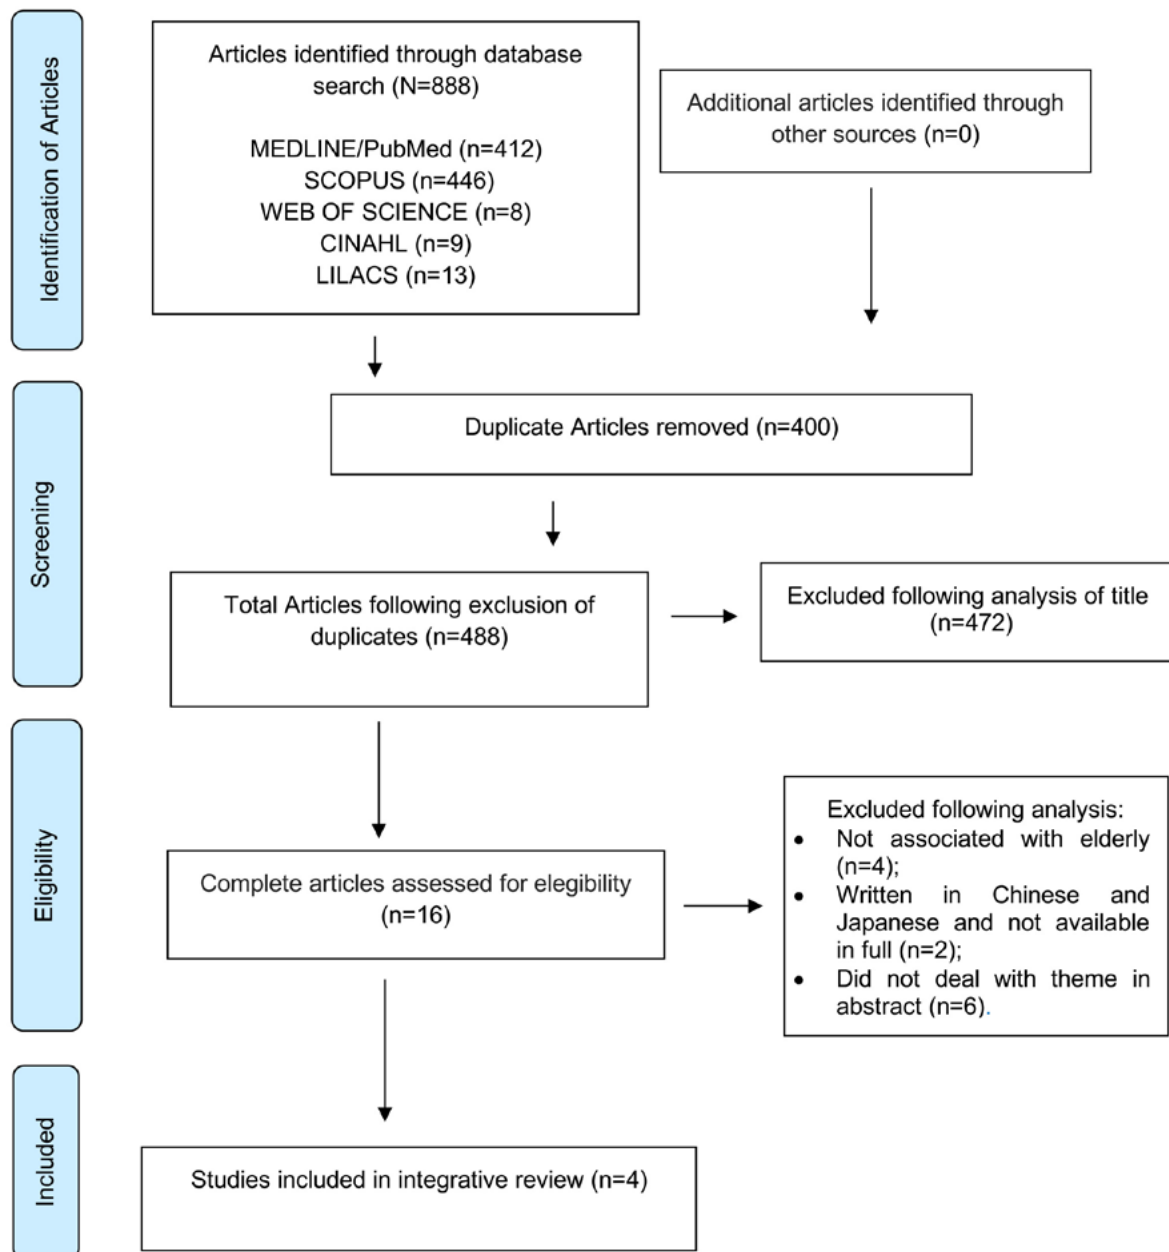 Identification of Articles
Articles identified through database
search (N=888)
MEDLINE/PubMed (n=412)
SCOPUS (n=446)
WEB OF SCIENCE (n=8)
CINAHL (n=9)
LILACS (n=13)
Additional articles identified through
other sources (n=0)
Screening
Duplicate Articles removed (n=400)
Total Articles following exclusion of
duplicates (n=488)
Excluded following analysis of title
(n=472)
Eligibility
Complete articles assessed for elegibility
(n=16)
Excluded following analysis:
• Not associated with elderly
(n=4);
• Written in Chinese and
Japanese and not available
in full (n=2);
• Did not deal with theme in
abstract (n=6).
Included
Studies included in integrative review (n=4)